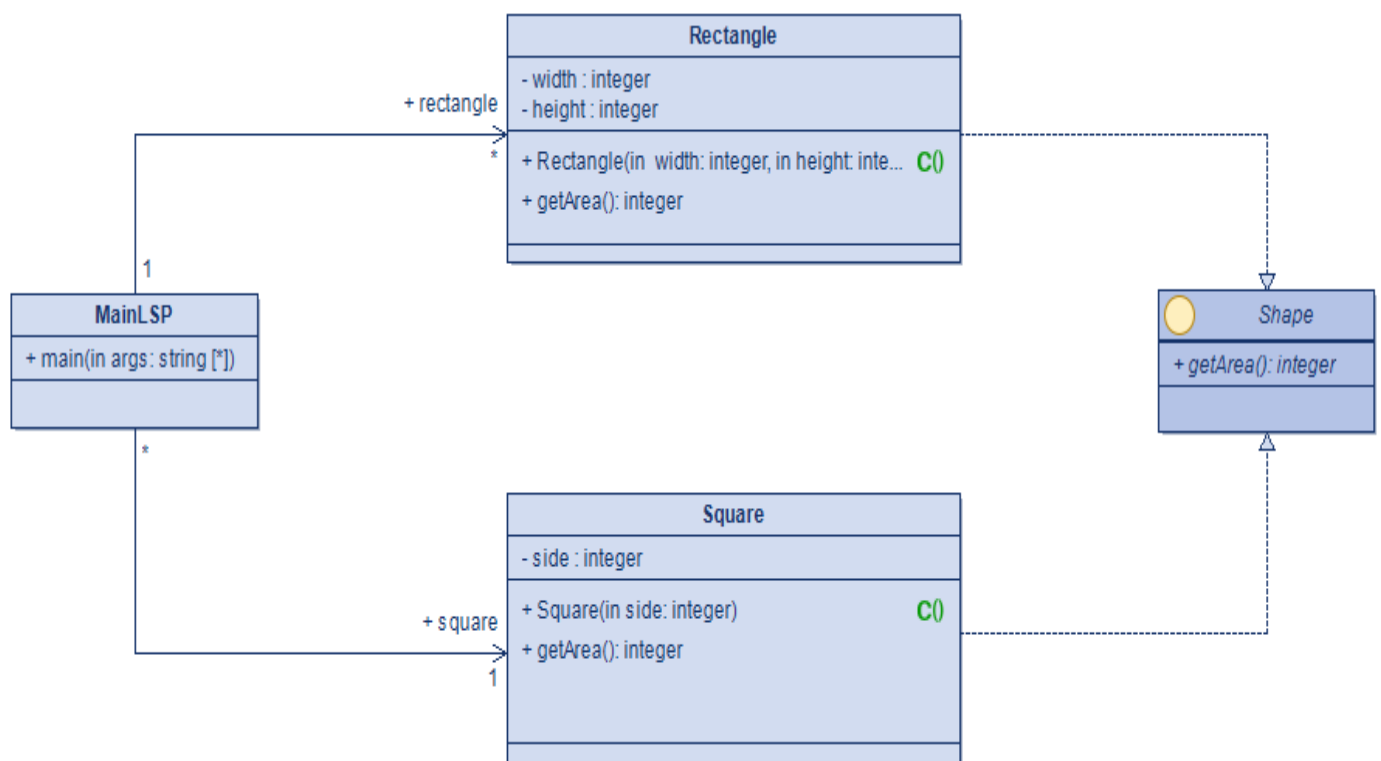 Rectangle
- width : integer
- height : integer
+ rectangle
*
+ Rectangle(in width: integer, in height: inte... C()
+ getArea(): integer
1
MainLSP
+ main(in args: string [*])
*
Shape
+ getArea(): integer
Square
- side : integer
+ Square(in side: integer) C()
+ square
+ getArea(): integer
1